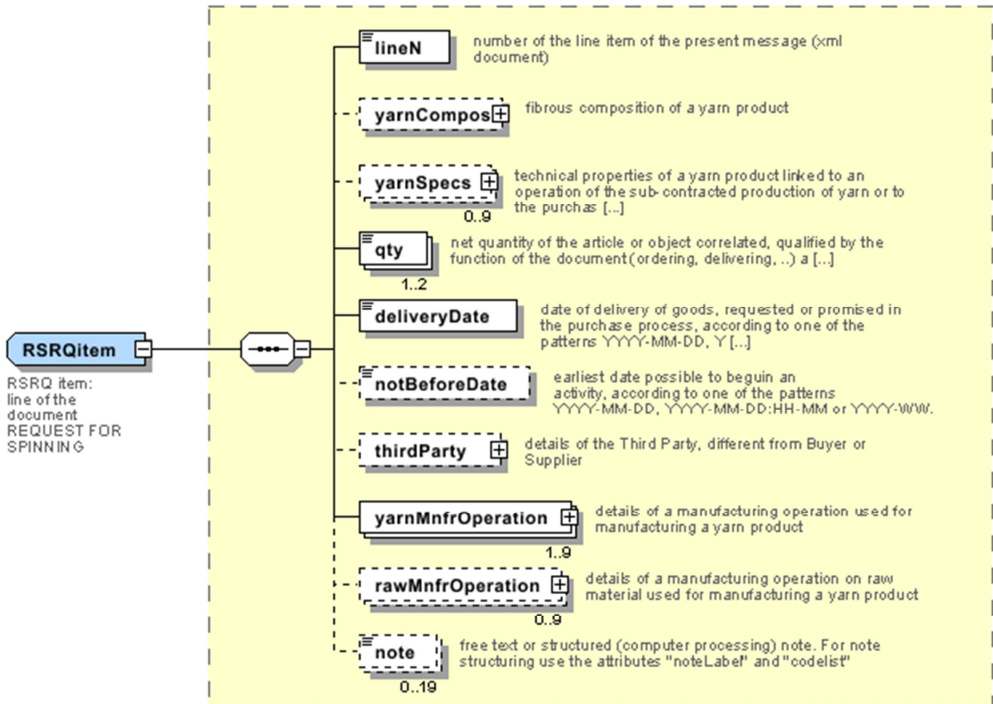 lineN
number of the line item of the present message (xml
document)
yarnCompos
fibrous composition of a yarn product
yarnSpecs
0..9
technical properties of a yarn product linked to an
operation of the sub-contracted production of yarn or to
the purchas [...]
qty
1..2
net quantity of the article or object correlated, qualified by the
function of the document (ordering, delivering, ..) a [...]
deliveryDate
date of delivery of goods, requested or promised in
the purchase process, according to one of the
patterns YYYY-MM-DD, Y [...]
RSRQitem
RSRQ item:
line of the
document
REQUEST FOR
SPINNING
notBeforeDate
earliest date possible to beguin an
activity, according to one of the patterns
YYYY-MM-DD, YYYY-MM-DD:HH-MM or YYYY-WW.
thirdParty
details of the Third Party, different from Buyer or
Supplier
yarnMnfrOperation
1..9
details of a manufacturing operation used for
manufacturing a yarn product
rawMnfrOperation
0..9
details of a manufacturing operation on raw
material used for manufacturing a yarn product
note
0..19
free text or structured (computer processing) note. For note
structuring use the attributes "noteLabel" and "codelist"